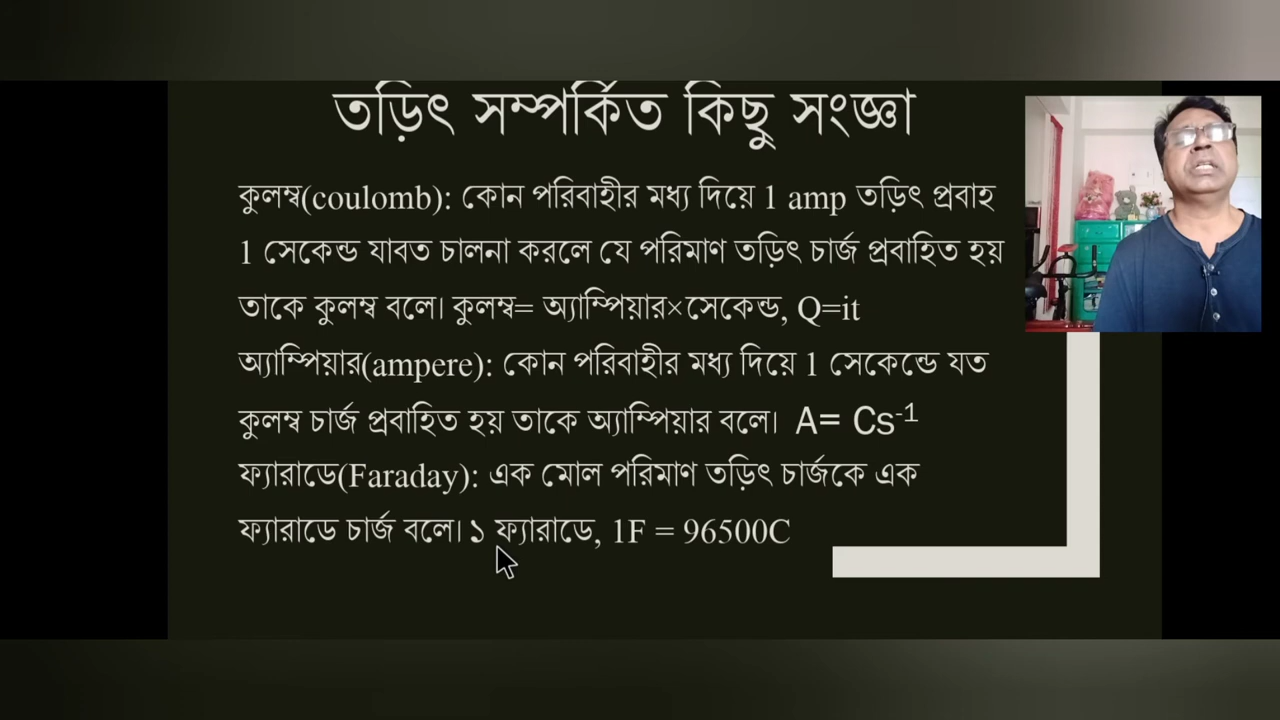 তড়িৎ সম্পর্কিত কিছু সংজ্ঞা
কুলম্ব(coulomb): কোন পরিবাহীর মধ্য দিয়ে 1 amp তড়িৎ প্রবাহ
1 সেকেন্ড যাবত চালনা করলে যে পরিমাণ তড়িৎ চার্জ প্রবাহিত হয়
তাকে কুলম্ব বলে। কুলম্ব= অ্যাম্পিয়ার×সেকেন্ড, Q=it
অ্যাম্পিয়ার(ampere): কোন পরিবাহীর মধ্য দিয়ে 1 সেকেন্ডে যত
কুলম্ব চার্জ প্রবাহিত হয় তাকে অ্যাম্পিয়ার বলে। A= Cs⁻¹
ফ্যারাডে(Faraday): এক মোল পরিমাণ তড়িৎ চার্জকে এক
ফ্যারাডে চার্জ বলে। ১ ফ্যারাডে, 1F = 96500C